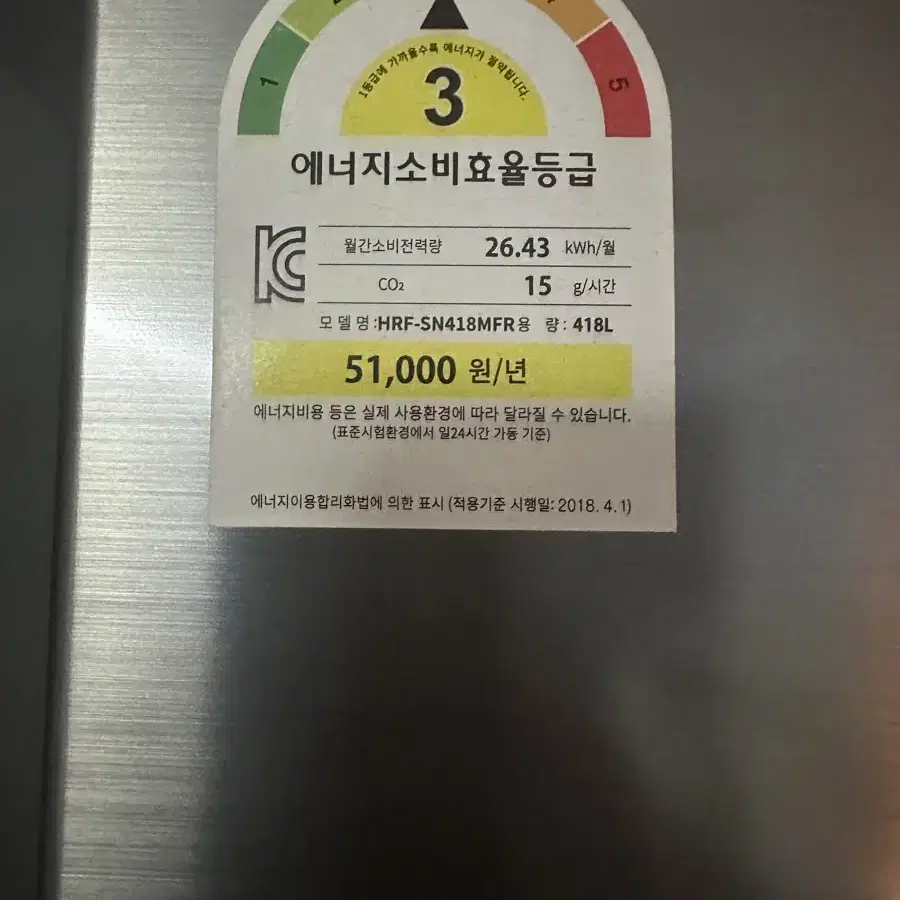 1
5
1등급에 가까울수록 에너지가 절약됩니다.
3
에너지소비효율등급
월간소비전력량 26.43 kWh/월
CO₂ 15 g/시간
모델명:HRF-SN418MFR 용 량: 418L
51,000 원/년
에너지비용 등은 실제 사용환경에 따라 달라질 수 있습니다.
(표준시험환경에서 일24시간 가동 기준)
에너지이용합리화법에 의한 표시 (적용기준 시행일: 2018. 4. 1)